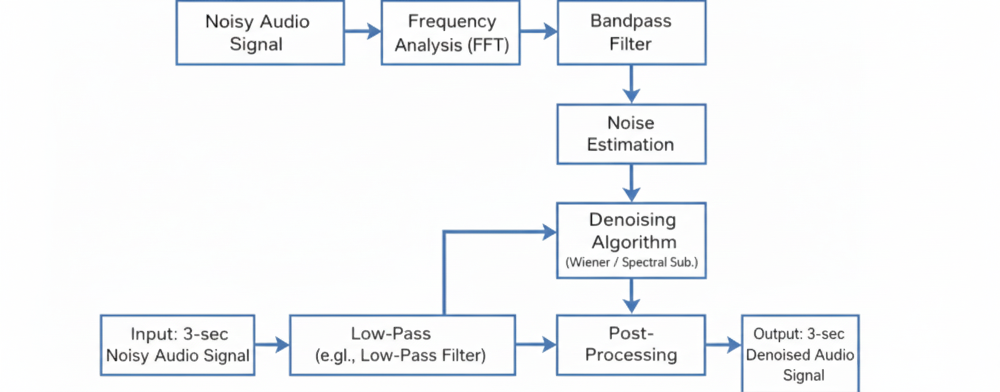 Noisy Audio
Signal
Frequency
Analysis (FFT)
Bandpass
Filter
Noise
Estimation
Denoising
Algorithm
(Wiener / Spectral Sub.)
Input: 3-sec
Noisy Audio Signal
Low-Pass
(e.gl., Low-Pass Filter)
Post-
Processing
Output: 3-sec
Denoised Audio
Signal